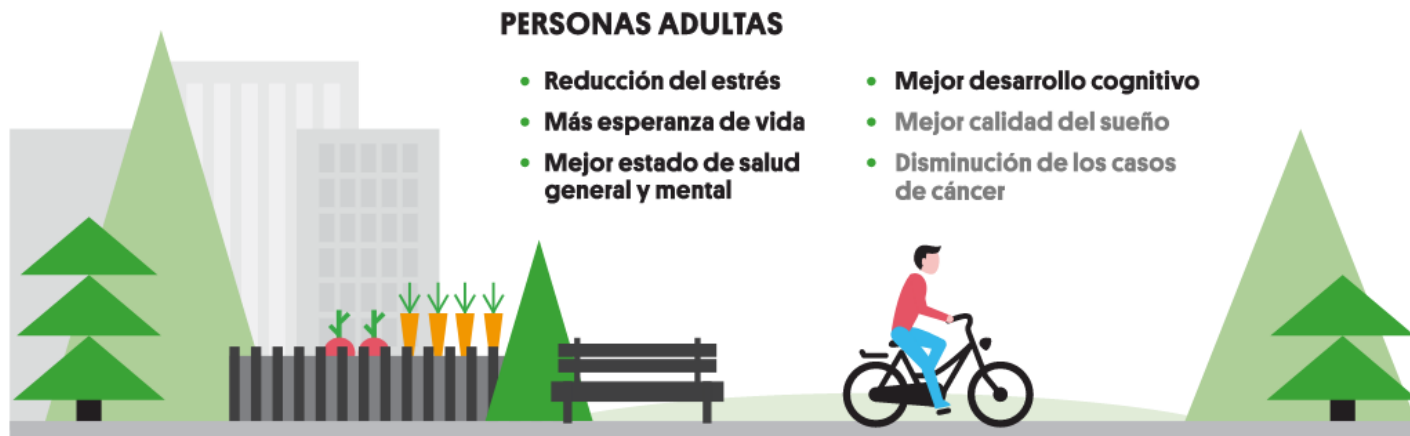 PERSONAS ADULTAS
• Reducción del estrés
• Más esperanza de vida
• Mejor estado de salud
general y mental
• Mejor desarrollo cognitivo
• Mejor calidad del sueño
• Disminución de los casos
de cáncer